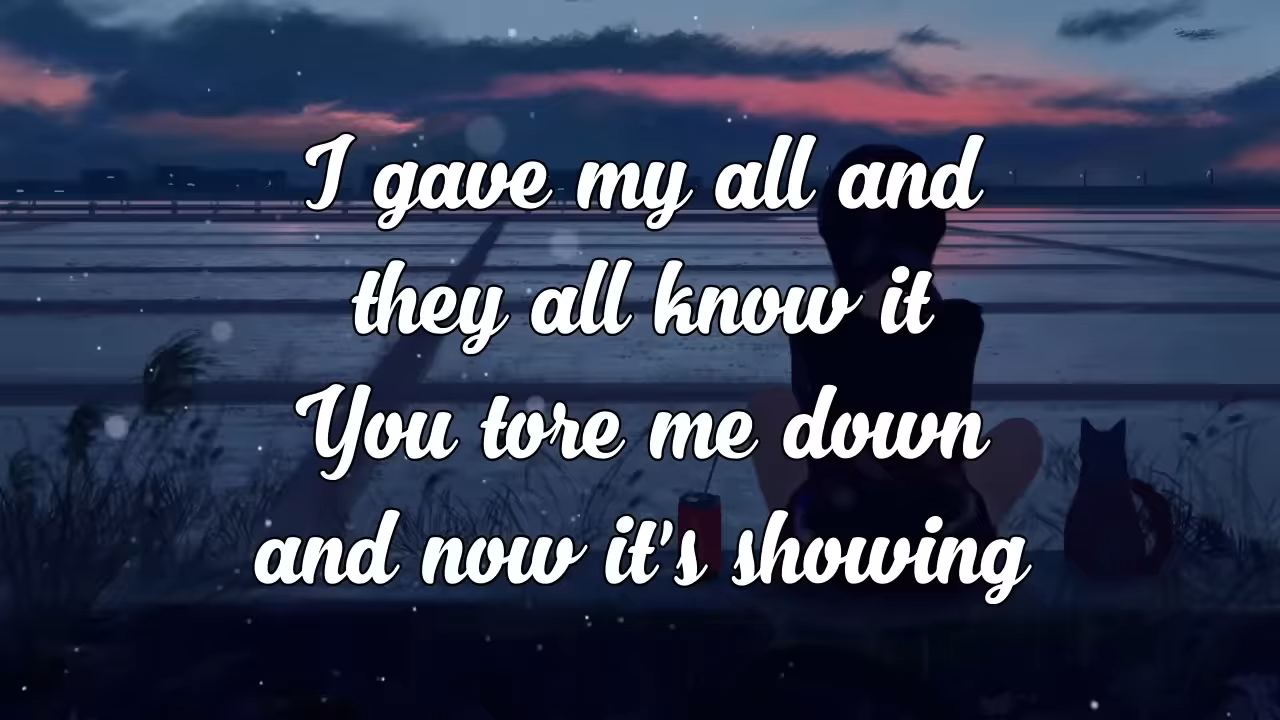 I gave my all and
they all know it
You tore me down
and now it's showing